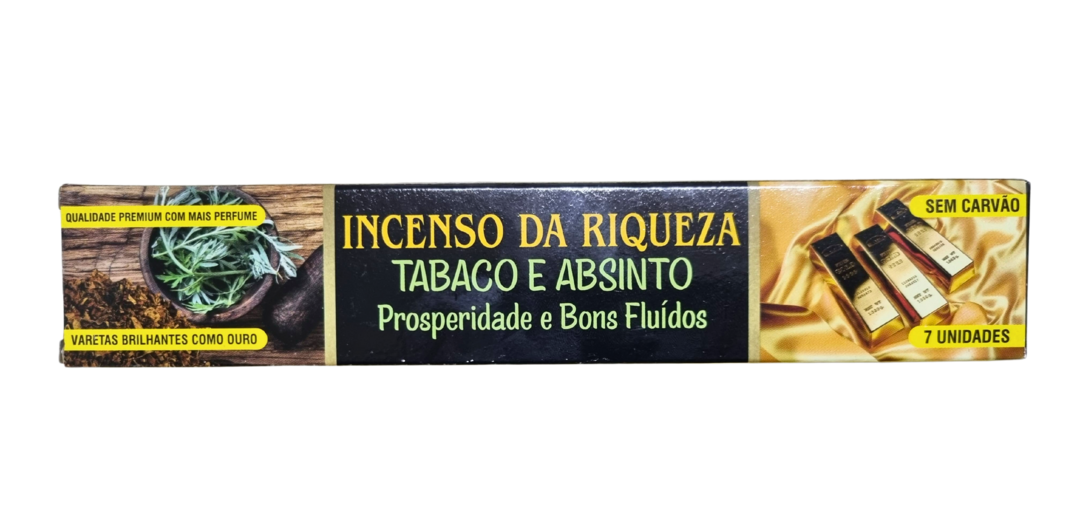 QUALIDADE PREMIUM COM MAIS PERFUME
VARETAS BRILHANTES COMO OURO
INCENSO DA RIQUEZA
TABACO E ABSINTO
Prosperidade e Bons Fluídos
SEM CARVÃO
7 UNIDADES